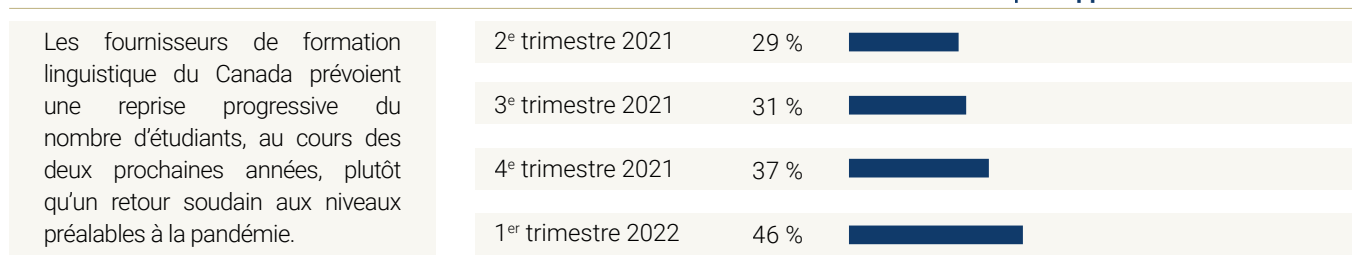 Les fournisseurs de formation
linguistique du Canada prévoient
une reprise progressive du
nombre d'étudiants, au cours des
deux prochaines années, plutôt
qu'un retour soudain aux niveaux
préalables à la pandémie.
2e trimestre 2021 29 %
3e trimestre 2021 31 %
4e trimestre 2021 37 %
1er trimestre 2022 46 %